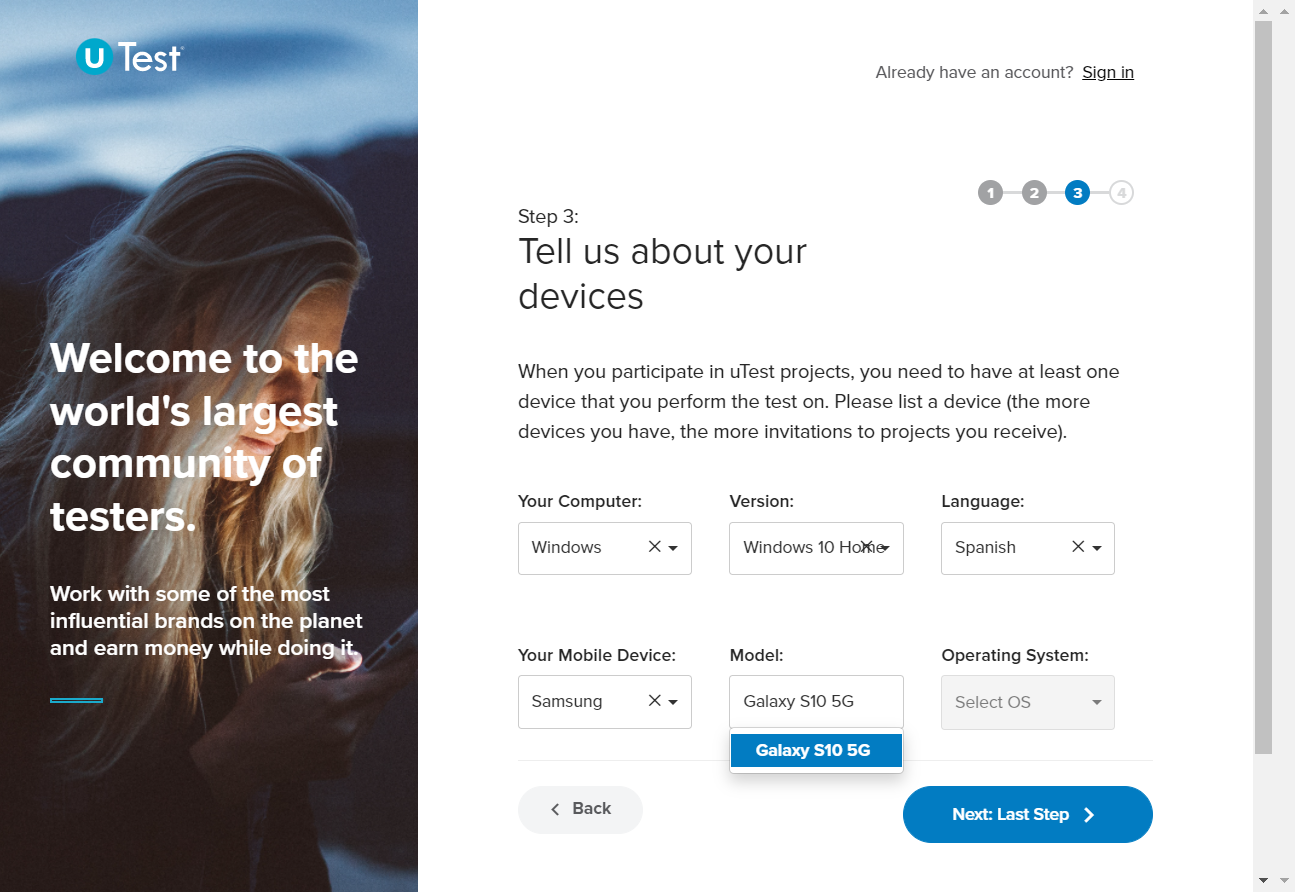 U Test
Already have an account? Sign in
1 2 3 4
Step 3:
Tell us about your
devices
Welcome to the
world's largest
community of
testers.
Work with some of the most
influential brands on the planet
and earn money while doing it.
When you participate in uTest projects, you need to have at least one
device that you perform the test on. Please list a device (the more
devices you have, the more invitations to projects you receive).
Your Computer: Version: Language:
Windows Windows 10 Home Spanish
Your Mobile Device: Model: Operating System:
Samsung Galaxy S10 5G Select OS
Galaxy S10 5G
Back Next: Last Step